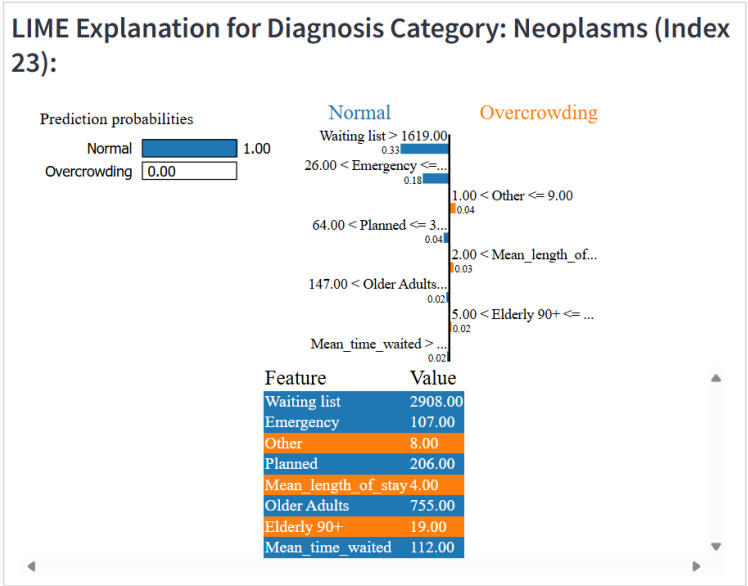 LIME Explanation for Diagnosis Category: Neoplasms (Index
23):
Prediction probabilities
Normal 1.00
Overcrowding 0.00
Normal Overcrowding
Waiting list > 1619.00
0.33
26.00 < Emergency <=...
0.18
1.00 < Other <= 9.00
0.04
64.00 < Planned <= 3...
0.04
2.00 < Mean_length_of...
0.03
147.00 < Older Adults...
0.02
5.00 < Elderly 90+ <= ...
0.02
Mean_time_waited > ...
0.02
Feature Value
Waiting list 2908.00
Emergency 107.00
Other 8.00
Planned 206.00
Mean_length_of_stay 4.00
Older Adults 755.00
Elderly 90+ 19.00
Mean_time_waited 112.00